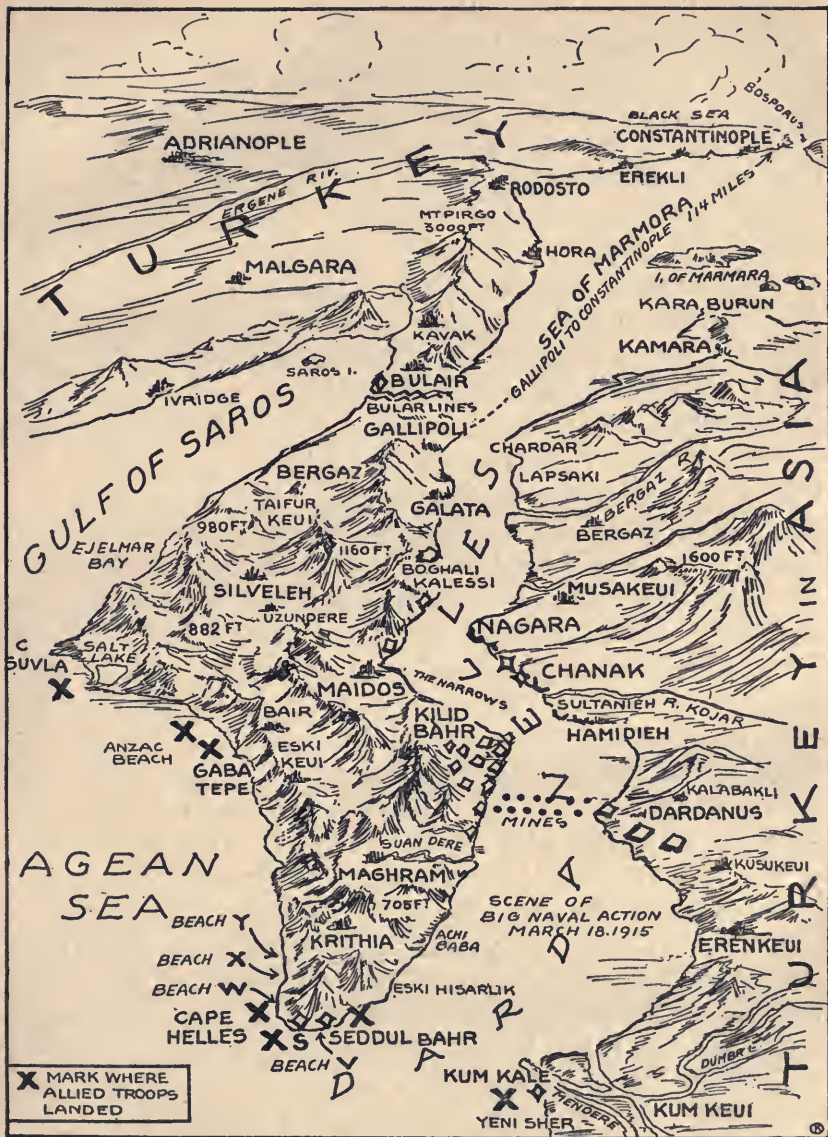 BOSPORUS
BLACK SEA
CONSTANTINOPLE
ADRIANOPLE
EREKLI
RODOSTO
ERGENE RIV.
TURKEY
MT PIRGO
3000 FT
HORA
MALGARA
SEA OF MARMORA
GALLIPOLI TO CONSTANTINOPLE 114 MILES
I. OF MARMARA
KARA BURUN
KAMARA
KAVAK
SAROS I.
IVRIDGE
BULAIR
BULAR LINES
GALLIPOLI
GULF OF SAROS
CHARDAR
LAPSAKI
BERGAZ
BERGAZ R.
TAIFUR
KEUI
GALATA
980 FT
BERGAZ
EJELMAR
BAY
1160 FT
1600 FT
BOGHALI
KALESSI
MUSAKEUI
SILVELEH
UZUNDERE
882 FT
NAGARA
C
SUVLA
SALT
LAKE
CHANAK
MAIDOS
THE NARROWS
SULTANIEH R. KOJAR
BAIR
KILID
BAHR
HAMIDIEH
ANZAC
BEACH
ESKI
KEUI
GABA
TEPE
KALABAKLI
MINES
DARDANUS
SUAN DERE
AGEAN
SEA
MAGHRAM
KUSUKEUI
705 FT
SCENE OF
BIG NAVAL ACTION
MARCH 18. 1915
BEACH Y
KRITHIA
ACHI
BABA
ERENKEUI
BEACH X
BEACH W
ESKI HISARLIK
CAPE
HELLES
S
SEDDUL BAHR
BEACH V
DUMBR
DARDANELLES
TURKEY IN ASIA
KUM KALE
MENDERE
YENI SHER
KUM KEUI
X MARK WHERE
ALLIED TROOPS
LANDED